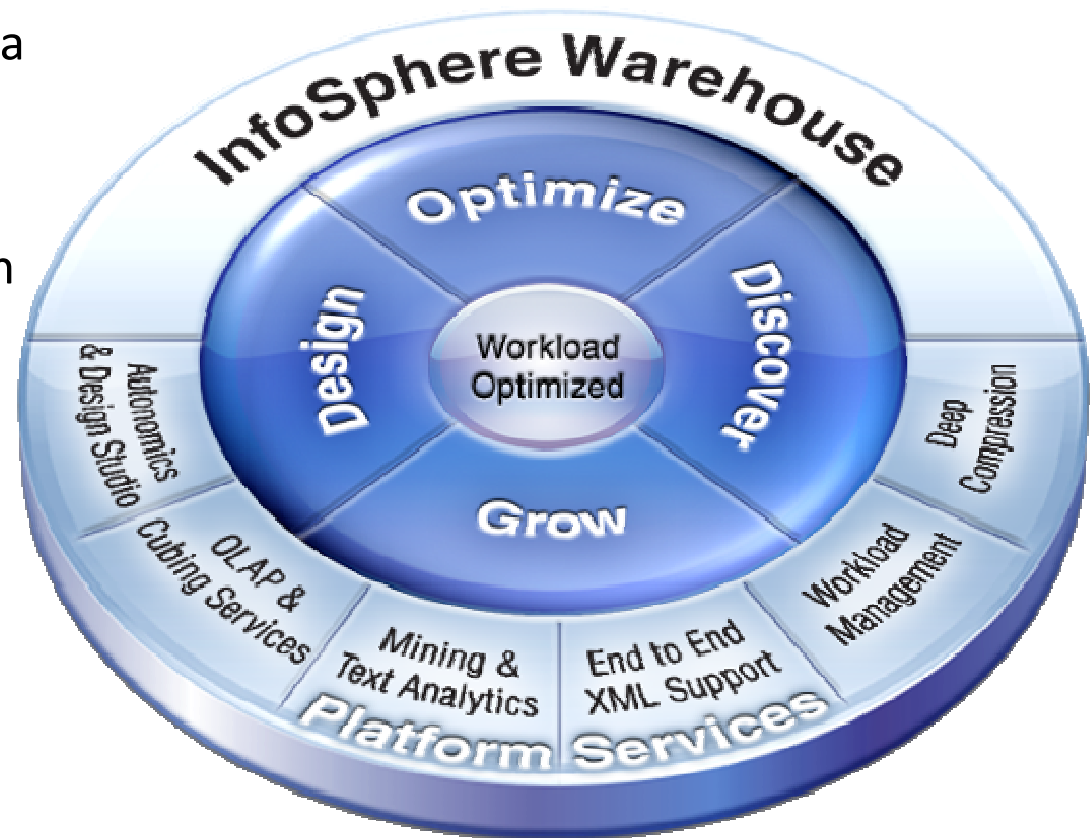 a
n
InfoSphere Warehouse
Optimize
Design
Discover
Workload
Optimized
Grow
Autonomics
& Design Studio
OLAP &
Cubing Services
Mining &
Text Analytics
End to End
XML Support
Workload
Management
Deep
Compression
Platform Services